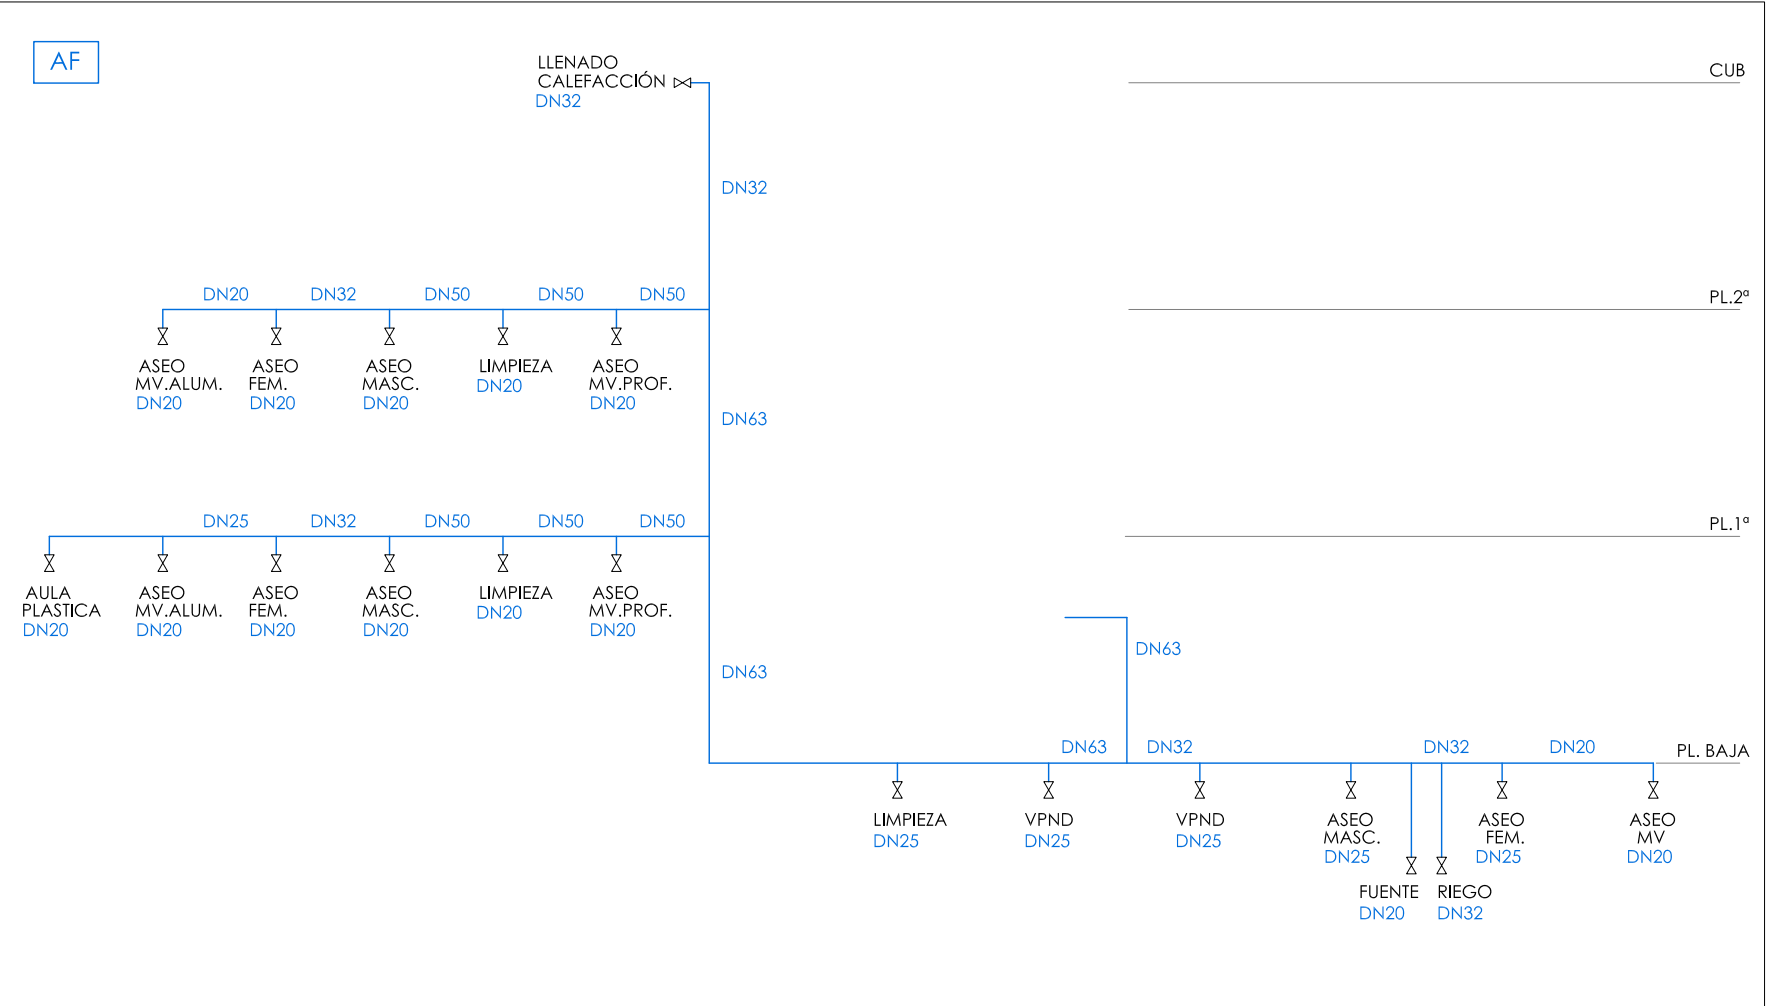 AF
LLENADO
CALEFACCIÓN
DN32
CUB
DN32
DN20 DN32 DN50 DN50 DN50
PL.2ª
ASEO
MV.ALUM.
DN20
ASEO
FEM.
DN20
ASEO
MASC.
DN20
LIMPIEZA
DN20
ASEO
MV.PROF.
DN20
DN63
DN25 DN32 DN50 DN50 DN50
PL.1ª
AULA
PLASTICA
DN20
ASEO
MV.ALUM.
DN20
ASEO
FEM.
DN20
ASEO
MASC.
DN20
LIMPIEZA
DN20
ASEO
MV.PROF.
DN20
DN63
DN63
DN63 DN32 DN32 DN20
PL. BAJA
LIMPIEZA
DN25
VPND
DN25
VPND
DN25
ASEO
MASC.
DN25
ASEO
FEM.
DN25
ASEO
MV
DN20
FUENTE
DN20
RIEGO
DN32